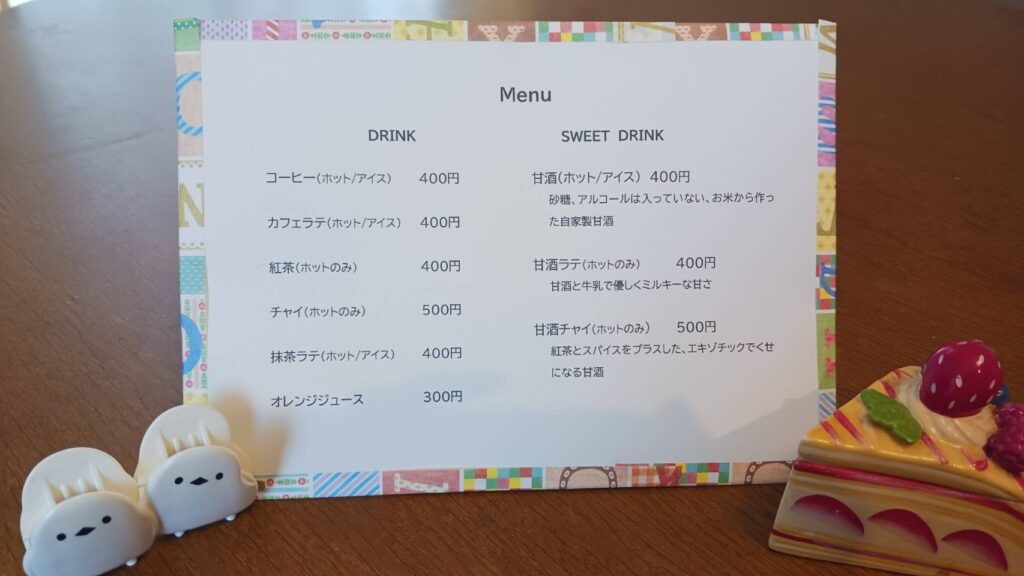 Menu
DRINK
コーヒー(ホット/アイス) 400円
カフェラテ(ホット/アイス) 400円
紅茶(ホットのみ) 400円
チャイ(ホットのみ) 500円
抹茶ラテ(ホット/アイス) 400円
オレンジジュース 300円
SWEET DRINK
甘酒(ホット/アイス) 400円
砂糖、アルコールは入っていない、お米から作っ
た自家製甘酒
甘酒ラテ(ホットのみ) 400円
甘酒と牛乳で優しくミルキーな甘さ
甘酒チャイ(ホットのみ) 500円
紅茶とスパイスをプラスした、エキゾチックでくせ
になる甘酒